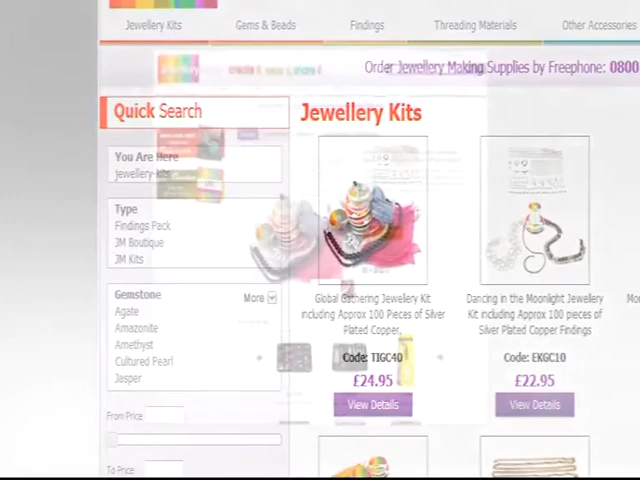 Jewellery Kits
Gems & Beads
Findings
Threading Materials
Other Accessories
Order Jewellery Making Supplies by Freephone: 0800
Quick Search
You Are Here
jewellery-kits
Type
Findings Pack
JM Boutique
JM Kits
Gemstone
More
Agate
Amazonite
Amethyst
Cultured Pearl
Jasper
From Price
To Price
Jewellery Kits
Global Gathering Jewellery Kit
including Approx 100 Pieces of Silver
Plated Copper.
Code: TIGC40
£24.95
View Details
Dancing in the Moonlight Jewellery
Kit including Approx 100 pieces of
Silver Plated Copper Findings
Code: EKGC10
£22.95
View Details